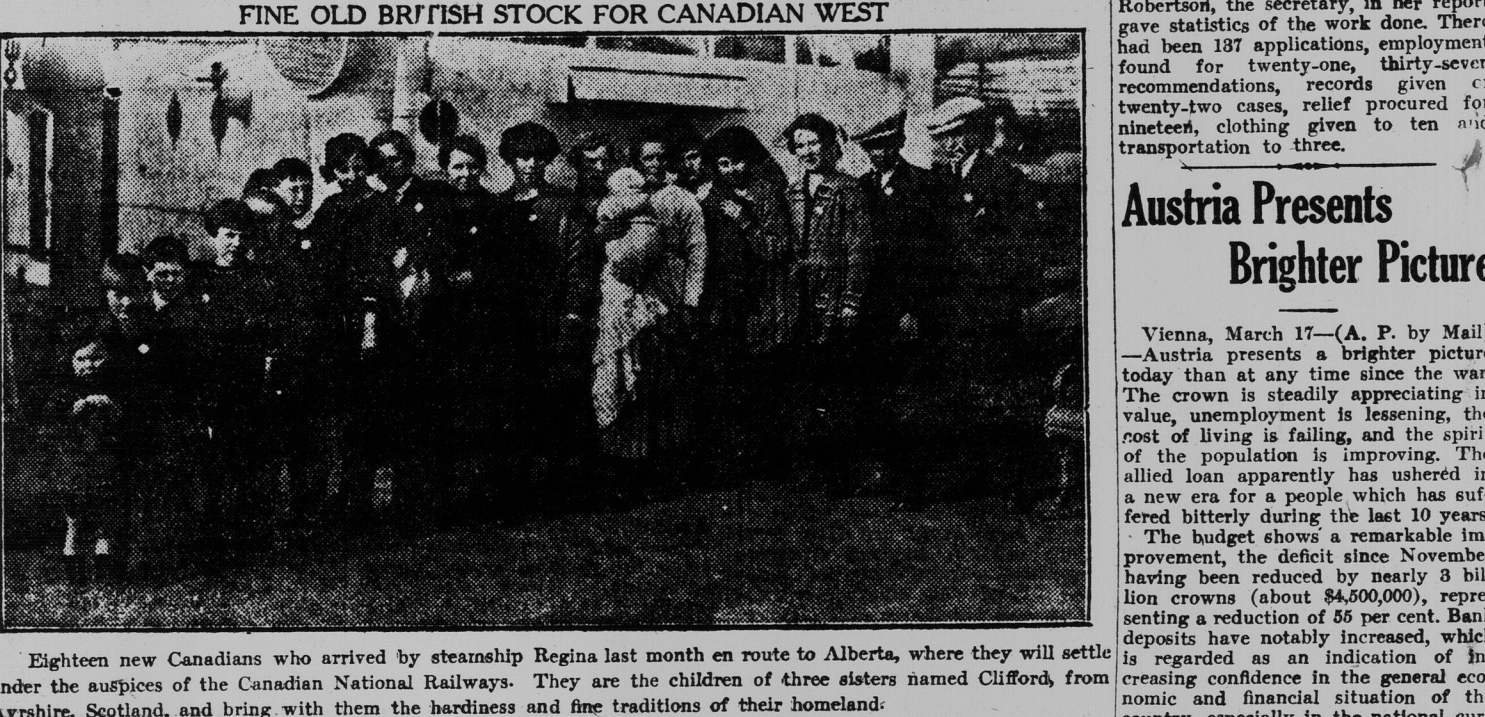 FINE OLD BRITISH STOCK FOR CANADIAN WEST
Eighteen new Canadians who arrived by steamship Regina last month en route to Alberta, where they will settle
nder the auspices of the Canadian National Railways. They are the children of three sisters named Clifford, from
yrshire, Scotland, and bring with them the hardiness and fine traditions of their homeland.
Robertson, the secretary, in her report
gave statistics of the work done. There
had been 137 applications, employment
found for twenty-one, thirty-seven
recommendations, records given
twenty-two cases, relief procured for
nineteen, clothing given to ten and
transportation to three.
Austria Presents
Brighter Picture
Vienna, March 17—(A. P. by Mail)
—Austria presents a brighter picture
today than at any time since the war.
The crown is steadily appreciating in
value, unemployment is lessening, the
cost of living is failing, and the spiri
of the population is improving. The
allied loan apparently has ushered in
a new era for a people which has suf-
fered bitterly during the last 10 years
The budget shows a remarkable im-
provement, the deficit since November
having been reduced by nearly 3 bil-
lion crowns (about $4,500,000), repre-
senting a reduction of 55 per cent. Bank
deposits have notably increased, which
is regarded as an indication of in-
creasing confidence in the general eco-
nomic and financial situation of th
country, especially in the national cur-